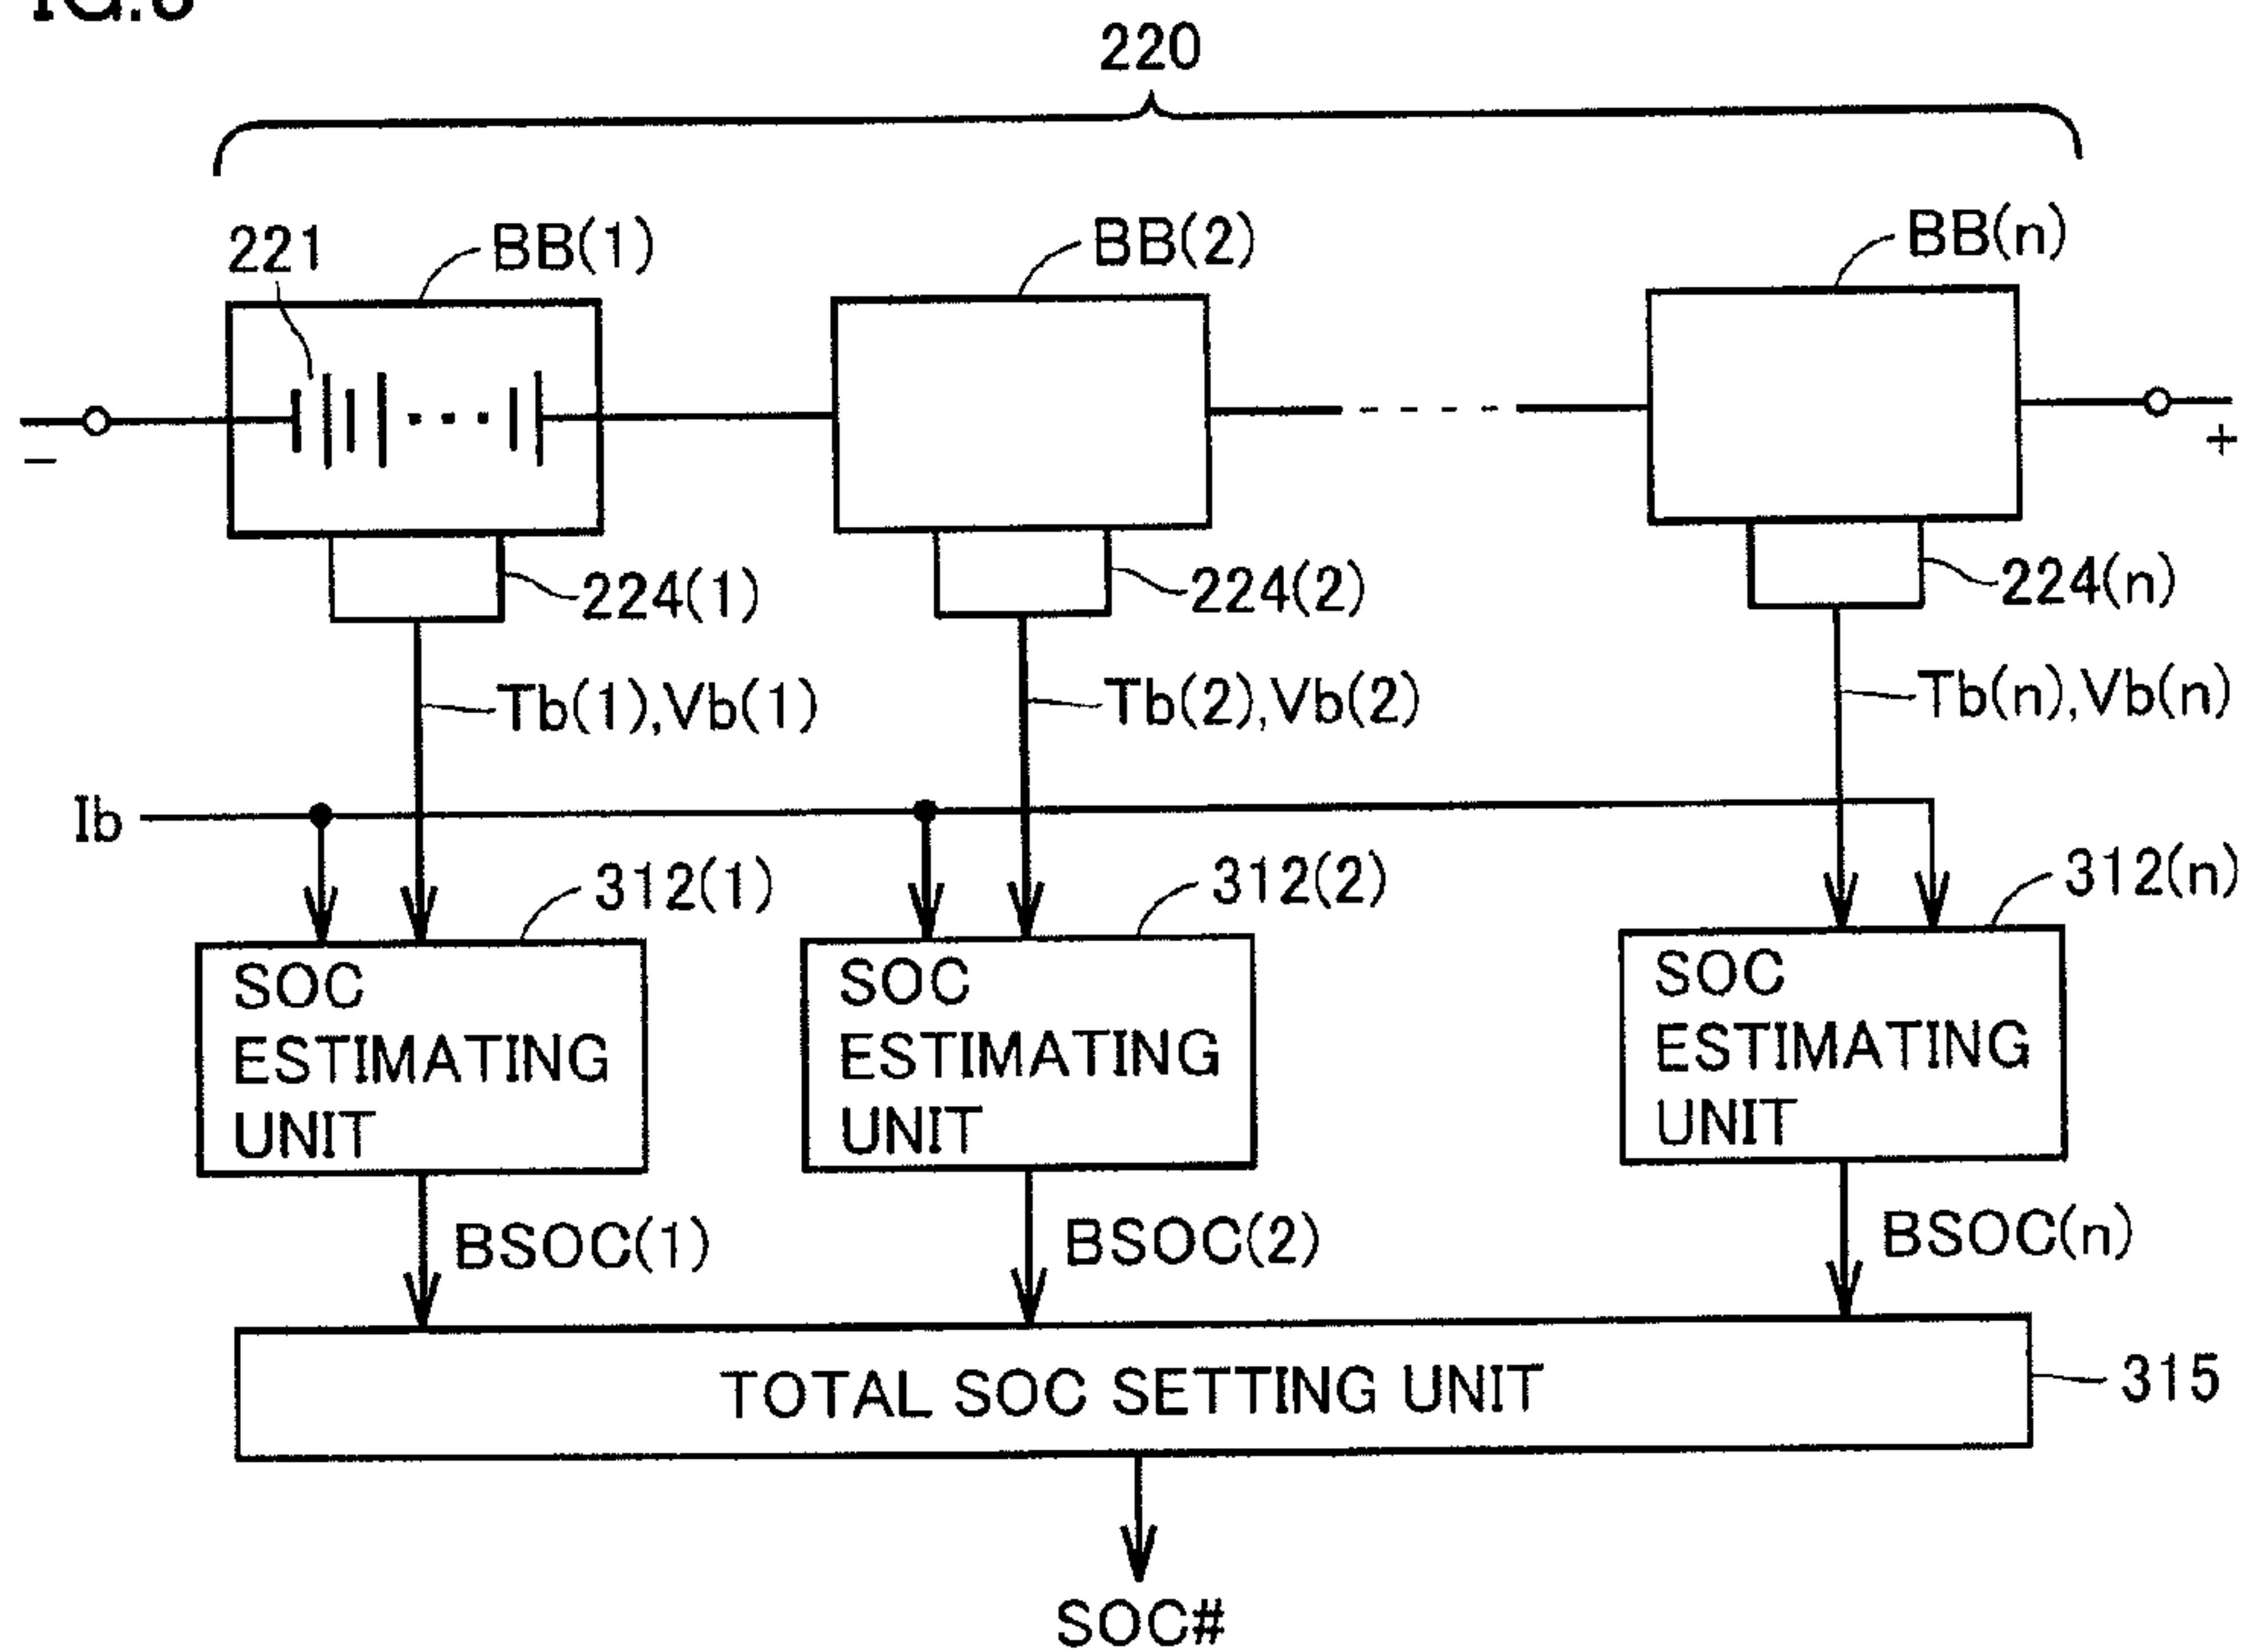 220
221
BB(1)
BB(2)
BB(n)
−
+
224(1)
224(2)
224(n)
Tb(1),Vb(1)
Tb(2),Vb(2)
Tb(n),Vb(n)
Ib
312(1)
312(2)
312(n)
SOC
ESTIMATING
UNIT
SOC
ESTIMATING
UNIT
SOC
ESTIMATING
UNIT
BSOC(1)
BSOC(2)
BSOC(n)
TOTAL SOC SETTING UNIT
315
SOC#